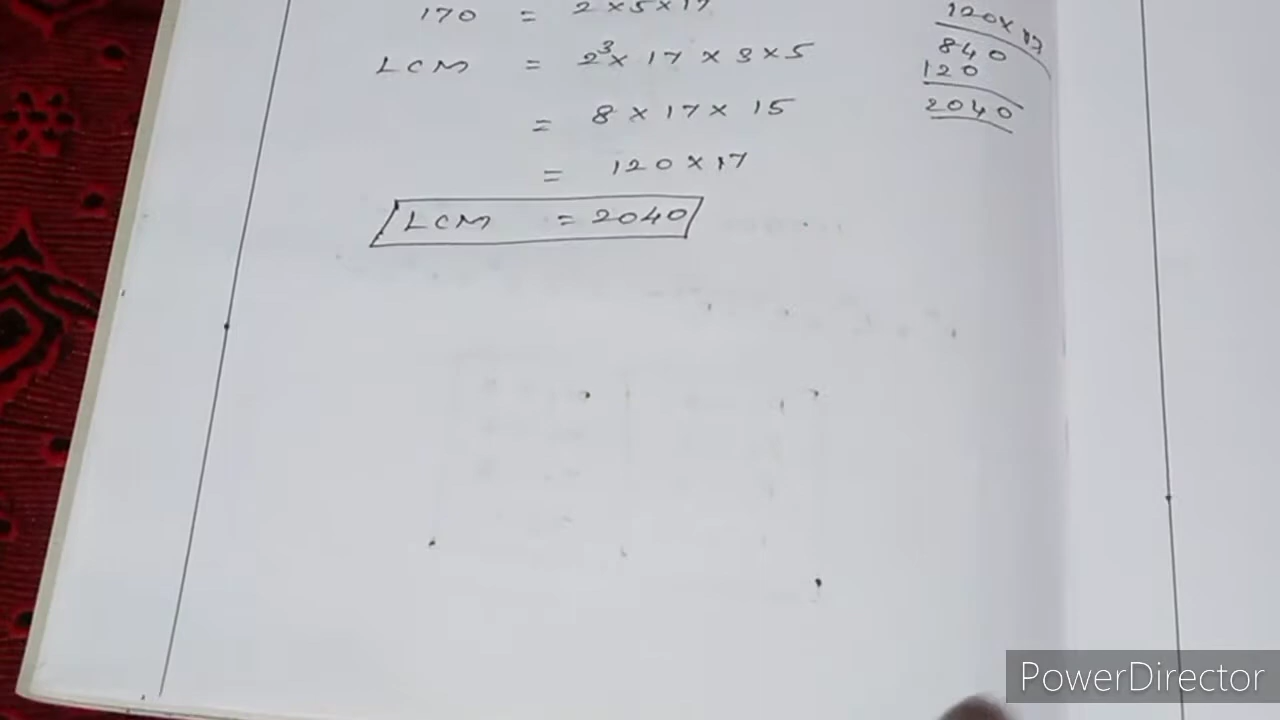 170 = 2 × 5 × 17
LCM = 2³ × 17 × 3 × 5
= 8 × 17 × 15
= 120 × 17
LCM = 2040
120 × 17
840
120
2040
PowerDirector